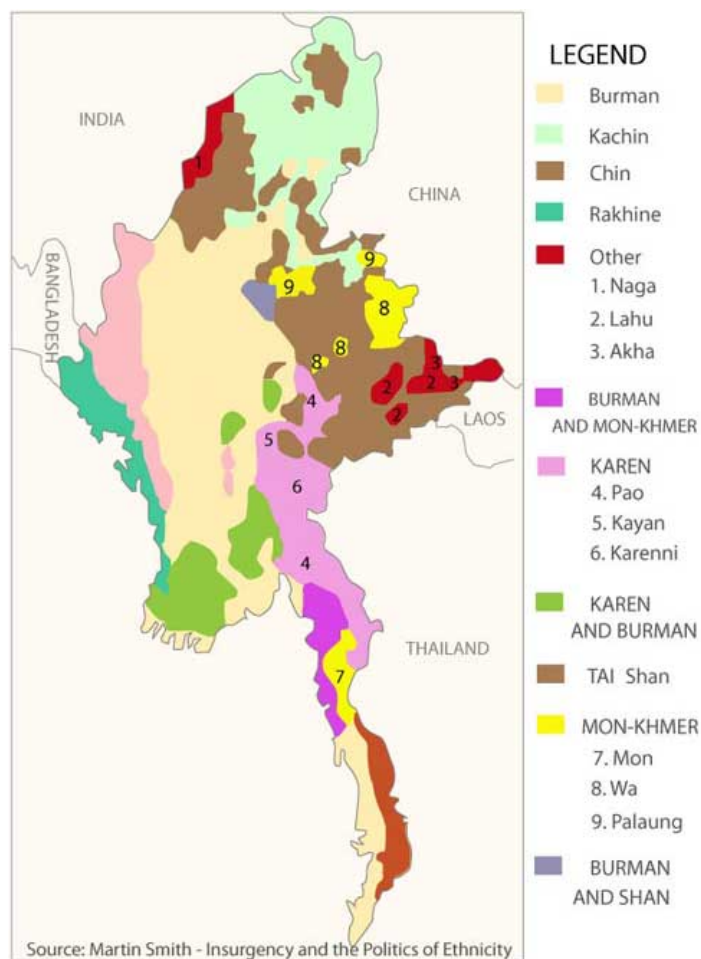 INDIA
CHINA
BANGLADESH
LAOS
THAILAND
1
9
9
8
8
8
3
2
3
2
2
4
5
6
4
7
Source: Martin Smith - Insurgency and the Politics of Ethnicity
LEGEND
Burman
Kachin
Chin
Rakhine
Other
1. Naga
2. Lahu
3. Akha
BURMAN
AND MON-KHMER
KAREN
4. Pao
5. Kayan
6. Karenni
KAREN
AND BURMAN
TAI Shan
MON-KHMER
7. Mon
8. Wa
9. Palaung
BURMAN
AND SHAN